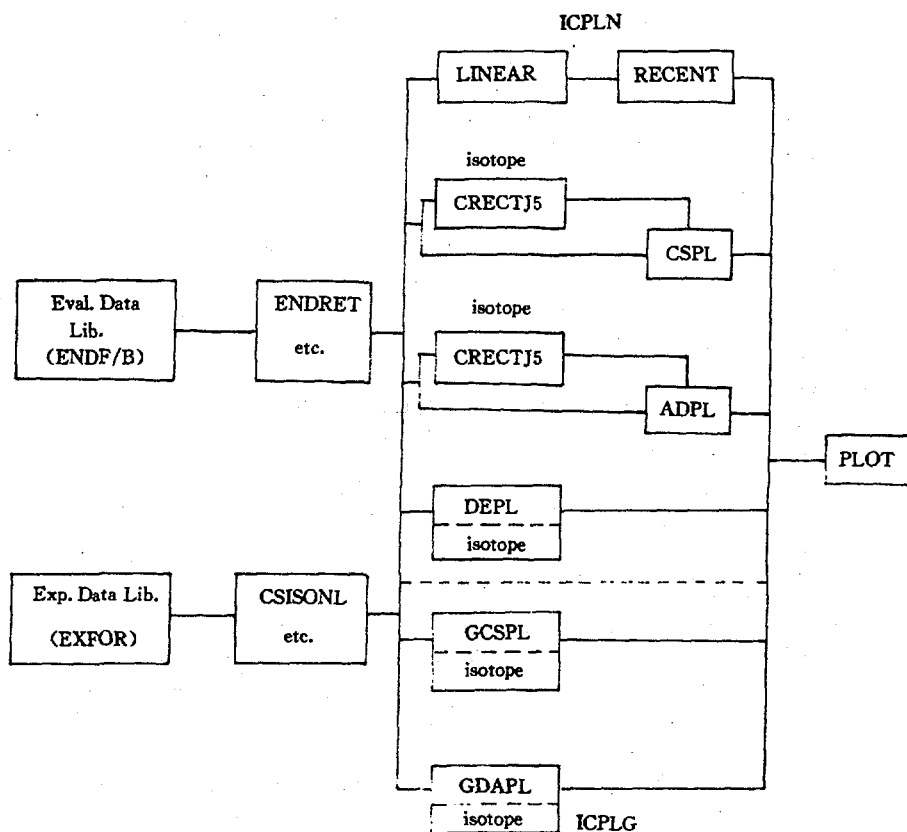 ICPLN
LINEAR
RECENT
isotope
CRECTJ5
CSPL
Eval. Data
Lib.
(ENDF/B)
ENDRET
etc.
isotope
CRECTJ5
ADPL
PLOT
DEPL
isotope
Exp. Data Lib.
(EXFOR)
CSISONL
etc.
GCSPL
isotope
GDAPL
isotope
ICPLG